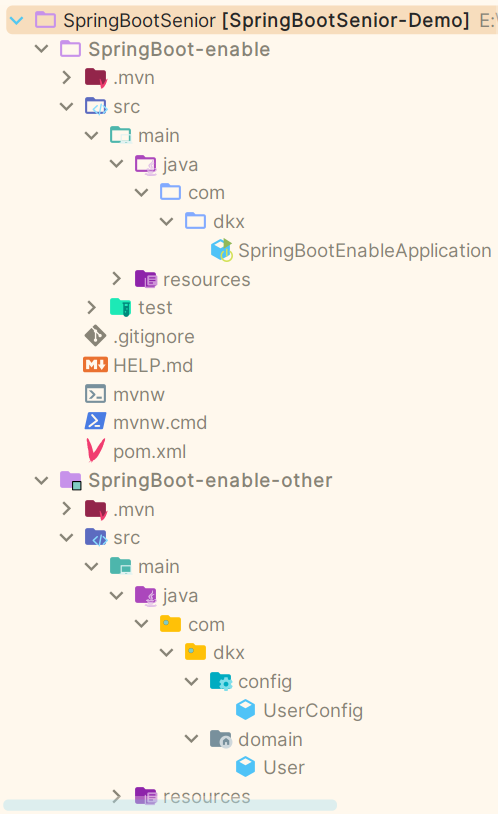 SpringBootSenior [SpringBootSenior-Demo] E:\
SpringBoot-enable
.mvn
src
main
java
com
dkx
SpringBootEnableApplication
resources
test
.gitignore
HELP.md
mvnw
mvnw.cmd
pom.xml
SpringBoot-enable-other
.mvn
src
main
java
com
dkx
config
UserConfig
domain
User
resources